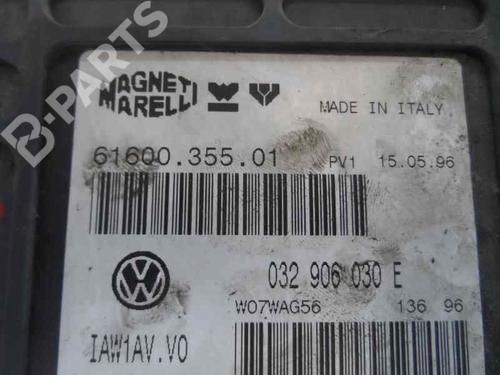 B-PARTS
MAGNETI
MARELLI
MADE IN ITALY
61600.355.01
PV1 15.05.96
032 906 030 E
W07WAG56 136 96
IAW1AV.V0
B-PARTS